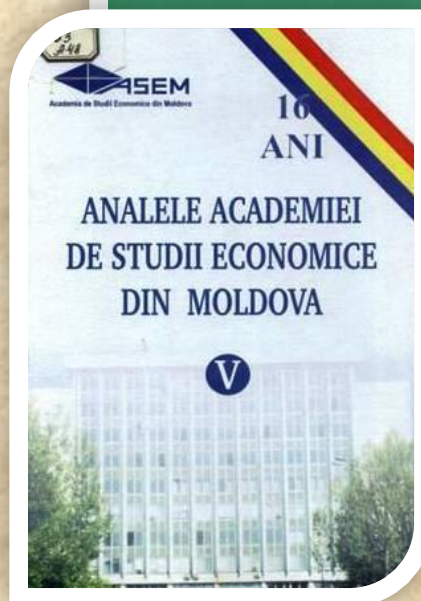 ASEM
Academia de Studii Economice din Moldova
16
ANI
ANALELE ACADEMIEI
DE STUDII ECONOMICE
DIN MOLDOVA
V